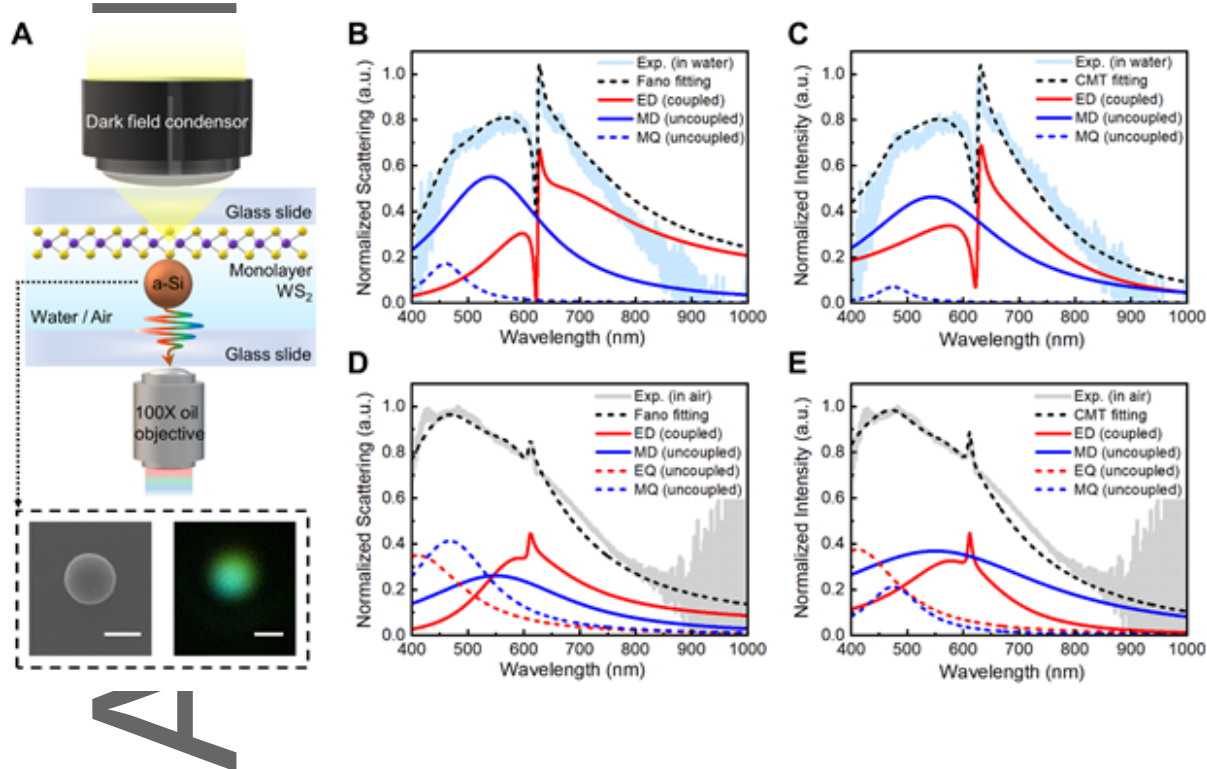 A
Dark field condensor
Glass slide
Monolayer
WS2
a-Si
Water / Air
Glass slide
100X oil
objective
B
Normalized Scattering (a.u.)
1.0
0.8
0.6
0.4
0.2
0.0
Exp. (in water)
Fano fitting
ED (coupled)
MD (uncoupled)
MQ (uncoupled)
400 500 600 700 800 900 1000
Wavelength (nm)
C
Normalized Intensity (a.u.)
1.0
0.8
0.6
0.4
0.2
0.0
Exp. (in water)
CMT fitting
ED (coupled)
MD (uncoupled)
MQ (uncoupled)
400 500 600 700 800 900 1000
Wavelength (nm)
D
Normalized Scattering (a.u.)
1.0
0.8
0.6
0.4
0.2
0.0
Exp. (in air)
Fano fitting
ED (coupled)
MD (uncoupled)
EQ (uncoupled)
MQ (uncoupled)
400 500 600 700 800 900 1000
Wavelength (nm)
E
Normalized Intensity (a.u.)
1.0
0.8
0.6
0.4
0.2
0.0
Exp. (in air)
CMT fitting
ED (coupled)
MD (uncoupled)
EQ (uncoupled)
MQ (uncoupled)
400 500 600 700 800 900 1000
Wavelength (nm)